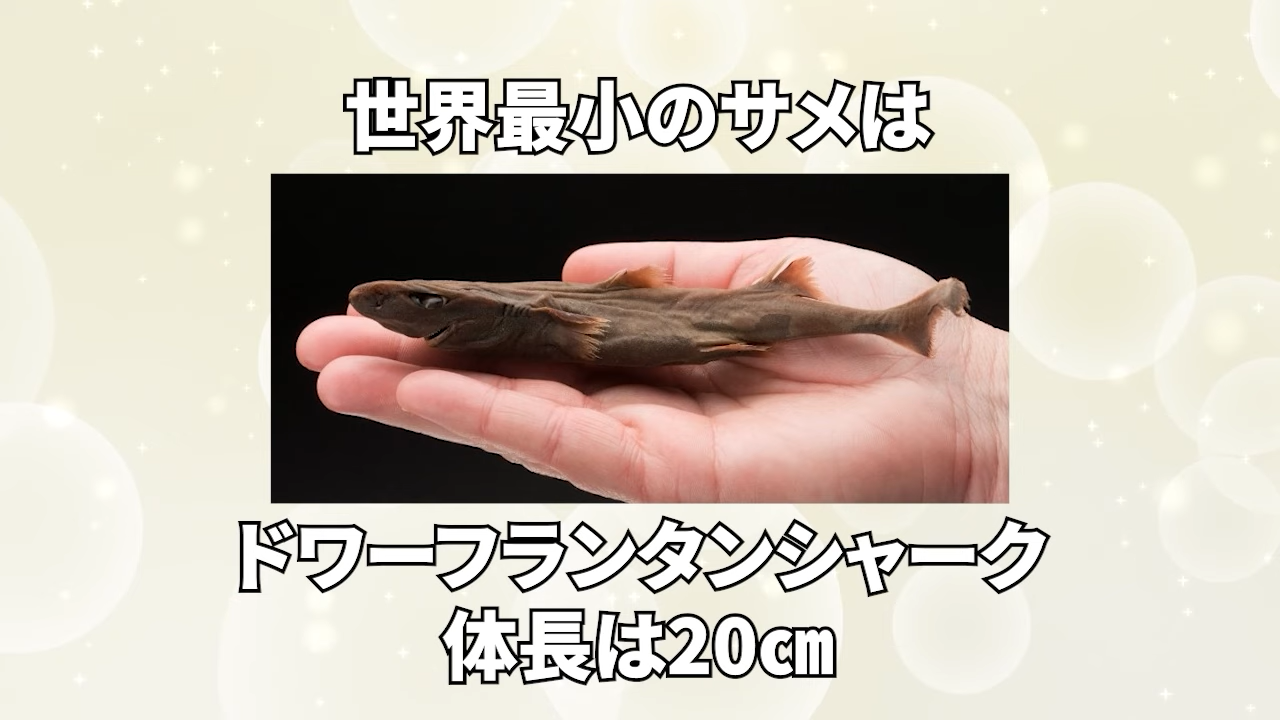 世界最小のサメは
ドワーフランタンシャーク
体長は20㎝